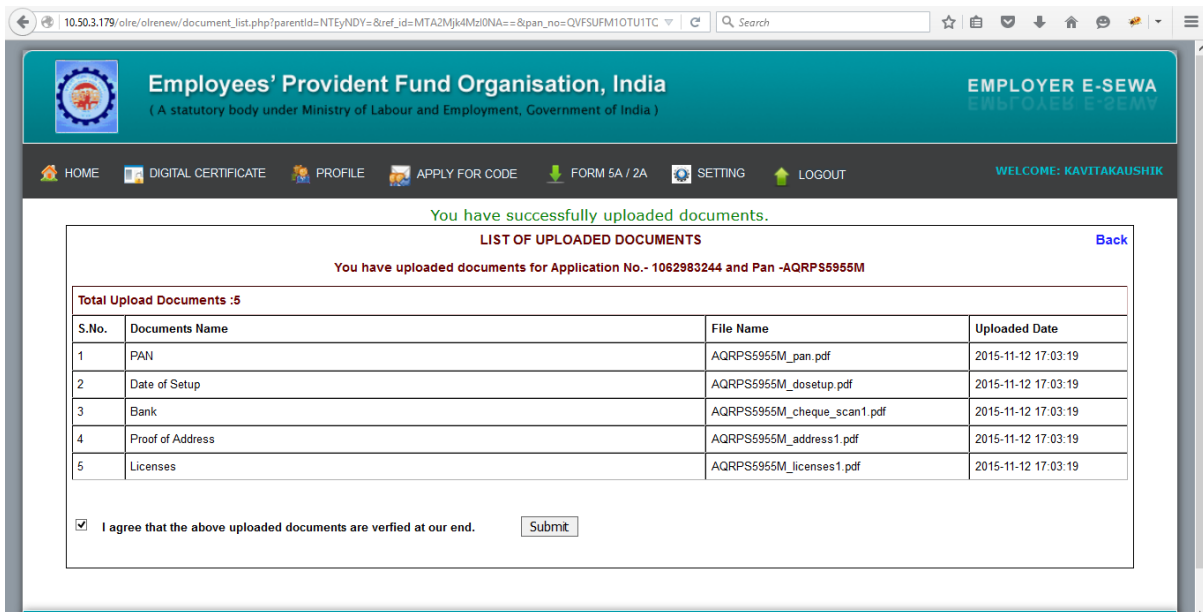 10.50.3.179/olre/olrenew/document_list.php?parentId=NTEyNDY=&ref_id=MTA2Mjk4MzI0NA==&pan_no=QVFSUFM1OTU1TC
Search
Employees' Provident Fund Organisation, India
EMPLOYER E-SEWA
( A statutory body under Ministry of Labour and Employment, Government of India )
HOME DIGITAL CERTIFICATE PROFILE APPLY FOR CODE FORM 5A / 2A SETTING LOGOUT WELCOME: KAVITAKAUSHIK
You have successfully uploaded documents.
LIST OF UPLOADED DOCUMENTS Back
You have uploaded documents for Application No.- 1062983244 and Pan -AQRPS5955M
Total Upload Documents :5
S.No. Documents Name File Name Uploaded Date
1 PAN AQRPS5955M_pan.pdf 2015-11-12 17:03:19
2 Date of Setup AQRPS5955M_dosetup.pdf 2015-11-12 17:03:19
3 Bank AQRPS5955M_cheque_scan1.pdf 2015-11-12 17:03:19
4 Proof of Address AQRPS5955M_address1.pdf 2015-11-12 17:03:19
5 Licenses AQRPS5955M_licenses1.pdf 2015-11-12 17:03:19
I agree that the above uploaded documents are verfied at our end. Submit